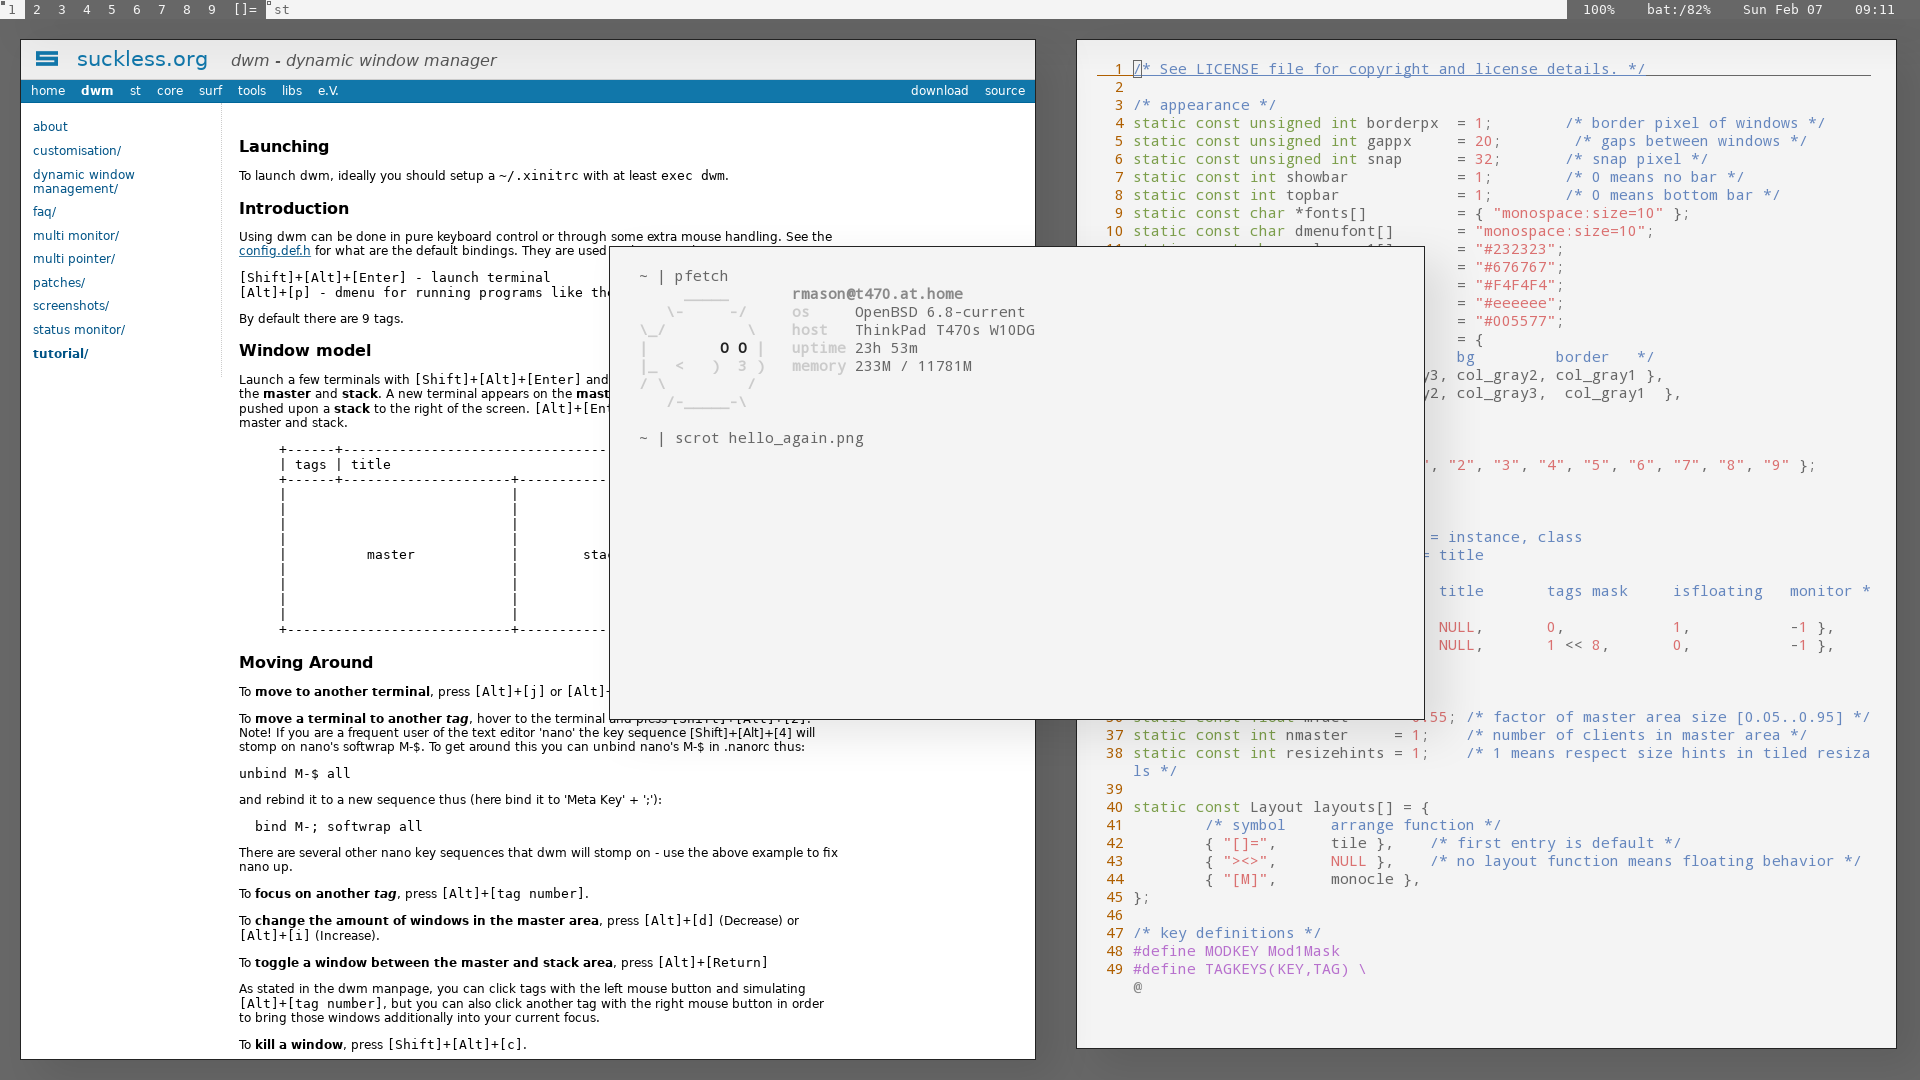 1 2 3 4 5 6 7 8 9 []= st 100% bat:/82% Sun Feb 07 09:11
suckless.org dwm - dynamic window manager
home dwm st core surf tools libs e.V. download source
about
customisation/
dynamic window
management/
faq/
multi monitor/
multi pointer/
patches/
screenshots/
status monitor/
tutorial/
Launching
To launch dwm, ideally you should setup a ~/.xinitrc with at least exec dwm.
Introduction
Using dwm can be done in pure keyboard control or through some extra mouse handling. See the
config.def.h for what are the default bindings. They are used
[Shift]+[Alt]+[Enter] - launch terminal
[Alt]+[p] - dmenu for running programs like the
By default there are 9 tags.
Window model
Launch a few terminals with [Shift]+[Alt]+[Enter] and
the master and stack. A new terminal appears on the mast
pushed upon a stack to the right of the screen. [Alt]+[Ent
master and stack.
+------+---------------------------------
| tags | title
+------+---------------------+-----------
| |
| |
| |
| |
| master | stac
| |
| |
| |
| |
+----------------------------+-----------
Moving Around
To move to another terminal, press [Alt]+[j] or [Alt]-
To move a terminal to another tag, hover to the terminal and press [Shift]+[Alt]+[2].
Note! If you are a frequent user of the text editor 'nano' the key sequence [Shift]+[Alt]+[4] will
stomp on nano's softwrap M-$. To get around this you can unbind nano's M-$ in .nanorc thus:
unbind M-$ all
and rebind it to a new sequence thus (here bind it to 'Meta Key' + ';'):
bind M-; softwrap all
There are several other nano key sequences that dwm will stomp on - use the above example to fix
nano up.
To focus on another tag, press [Alt]+[tag number].
To change the amount of windows in the master area, press [Alt]+[d] (Decrease) or
[Alt]+[i] (Increase).
To toggle a window between the master and stack area, press [Alt]+[Return]
As stated in the dwm manpage, you can click tags with the left mouse button and simulating
[Alt]+[tag number], but you can also click another tag with the right mouse button in order
to bring those windows additionally into your current focus.
To kill a window, press [Shift]+[Alt]+[c].
~ | pfetch
_____ rmason@t470.at.home
\- -/ os OpenBSD 6.8-current
\_/ \ host ThinkPad T470s W10DG
| O O | uptime 23h 53m
|_ < ) 3 ) memory 233M / 11781M
/ \ /
/-_____-\
~ | scrot hello_again.png
1 /* See LICENSE file for copyright and license details. */
2
3 /* appearance */
4 static const unsigned int borderpx = 1; /* border pixel of windows */
5 static const unsigned int gappx = 20; /* gaps between windows */
6 static const unsigned int snap = 32; /* snap pixel */
7 static const int showbar = 1; /* 0 means no bar */
8 static const int topbar = 1; /* 0 means bottom bar */
9 static const char *fonts[] = { "monospace:size=10" };
10 static const char dmenufont[] = "monospace:size=10";
= "#232323";
= "#676767";
= "#F4F4F4";
= "#eeeeee";
= "#005577";
= {
bg border */
y3, col_gray2, col_gray1 },
y2, col_gray3, col_gray1 },
", "2", "3", "4", "5", "6", "7", "8", "9" };
= instance, class
= title
title tags mask isfloating monitor *
NULL, 0, 1, -1 },
NULL, 1 << 8, 0, -1 },
.55; /* factor of master area size [0.05..0.95] */
37 static const int nmaster = 1; /* number of clients in master area */
38 static const int resizehints = 1; /* 1 means respect size hints in tiled resiza
ls */
39
40 static const Layout layouts[] = {
41 /* symbol arrange function */
42 { "[]=", tile }, /* first entry is default */
43 { "><>", NULL }, /* no layout function means floating behavior */
44 { "[M]", monocle },
45 };
46
47 /* key definitions */
48 #define MODKEY Mod1Mask
49 #define TAGKEYS(KEY,TAG) \
@